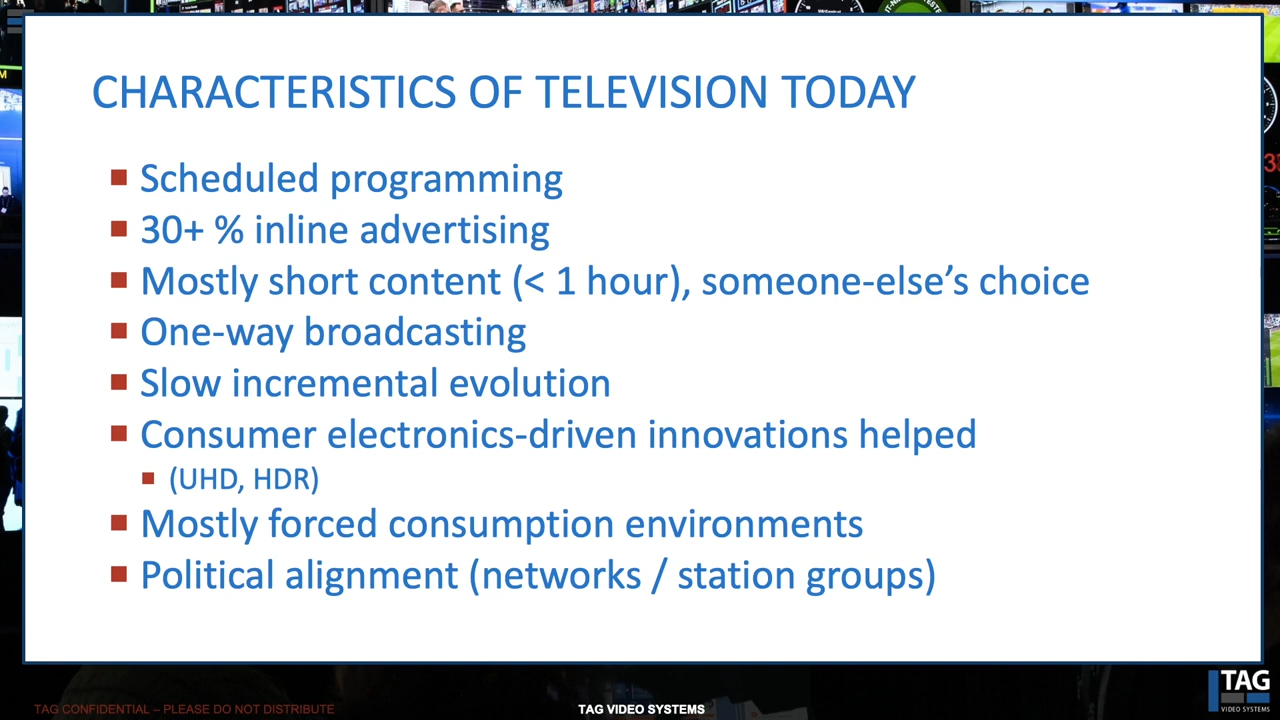 CHARACTERISTICS OF TELEVISION TODAY
Scheduled programming
30+ % inline advertising
Mostly short content (< 1 hour), someone-else’s choice
One-way broadcasting
Slow incremental evolution
Consumer electronics-driven innovations helped
(UHD, HDR)
Mostly forced consumption environments
Political alignment (networks / station groups)
TAG CONFIDENTIAL – PLEASE DO NOT DISTRIBUTE
TAG VIDEO SYSTEMS
TAG
VIDEO SYSTEMS